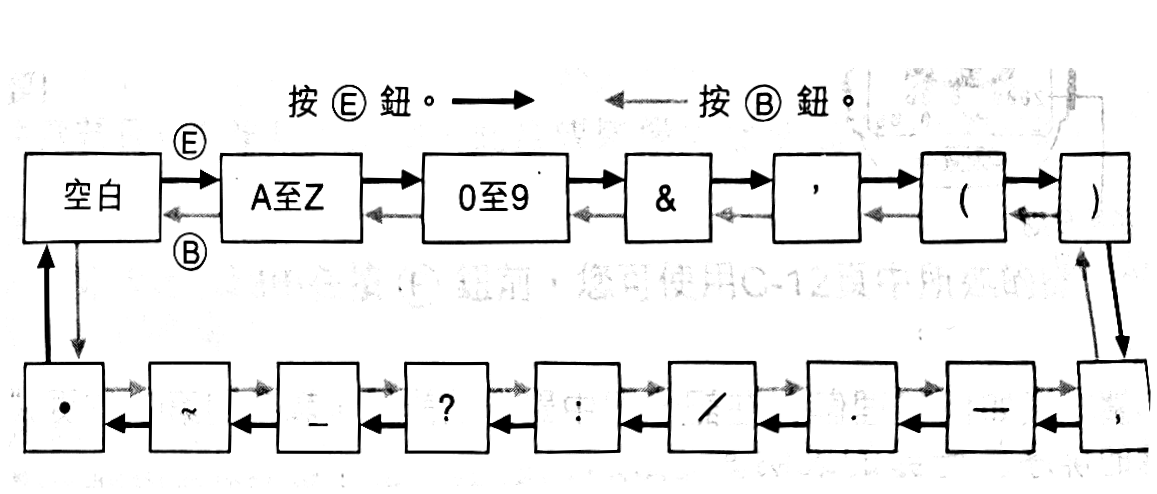 按 Ⓔ 鈕。 按 Ⓑ 鈕。
Ⓔ
空白 A至Z 0至9 & ' ( )
Ⓑ
• ~ _ ? : / . — ,